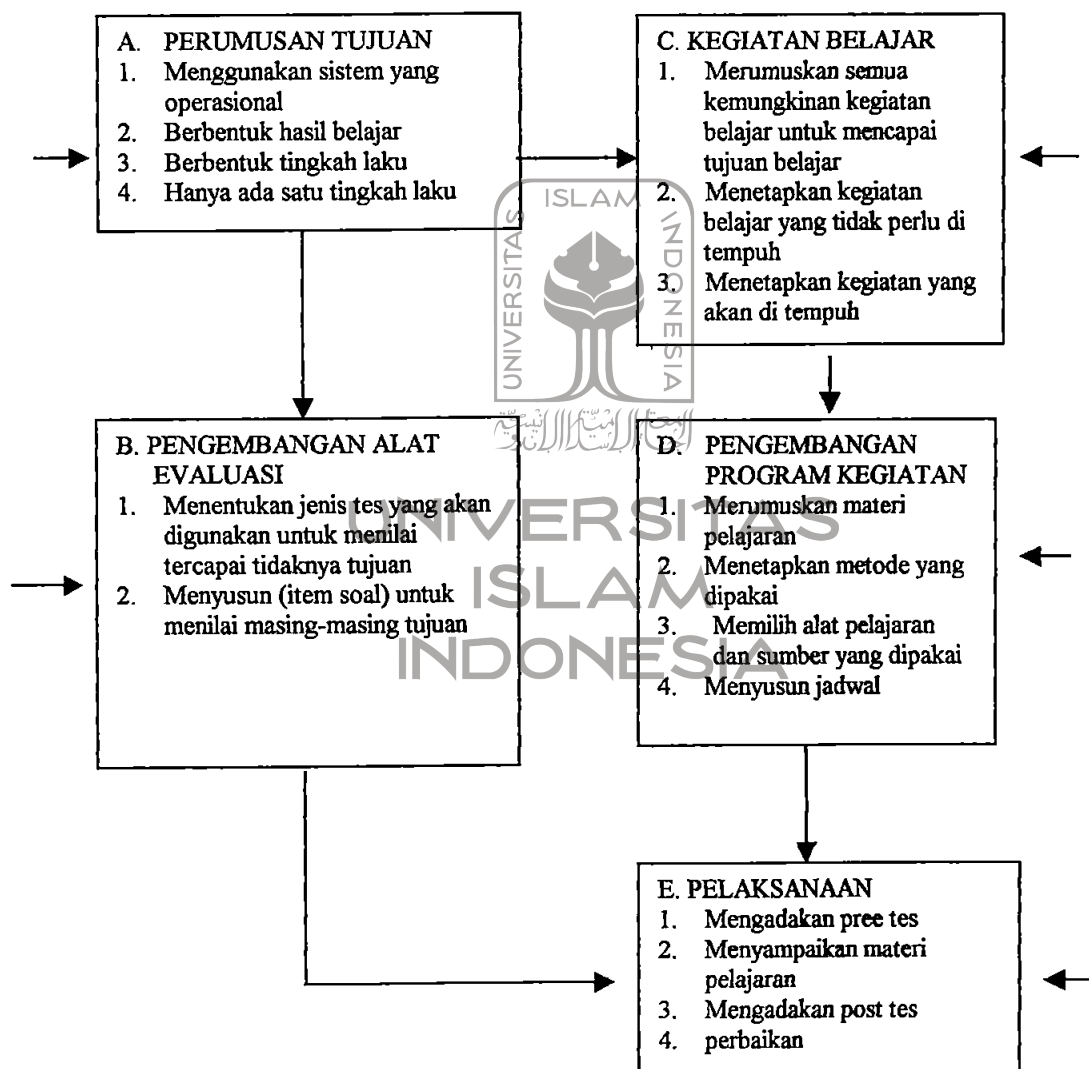 A. PERUMUSAN TUJUAN
1. Menggunakan sistem yang
operasional
2. Berbentuk hasil belajar
3. Berbentuk tingkah laku
4. Hanya ada satu tingkah laku
C. KEGIATAN BELAJAR
1. Merumuskan semua
kemungkinan kegiatan
belajar untuk mencapai
tujuan belajar
2. Menetapkan kegiatan
belajar yang tidak perlu di
tempuh
3. Menetapkan kegiatan yang
akan di tempuh
UNIVERSITAS
ISLAM
INDONESIA
B. PENGEMBANGAN ALAT
EVALUASI
1. Menentukan jenis tes yang akan
digunakan untuk menilai
tercapai tidaknya tujuan
2. Menyusun (item soal) untuk
menilai masing-masing tujuan
D. PENGEMBANGAN
PROGRAM KEGIATAN
1. Merumuskan materi
pelajaran
2. Menetapkan metode yang
dipakai
3. Memilih alat pelajaran
dan sumber yang dipakai
4. Menyusun jadwal
UNIVERSITAS
ISLAM
INDONESIA
E. PELAKSANAAN
1. Mengadakan pree tes
2. Menyampaikan materi
pelajaran
3. Mengadakan post tes
4. perbaikan